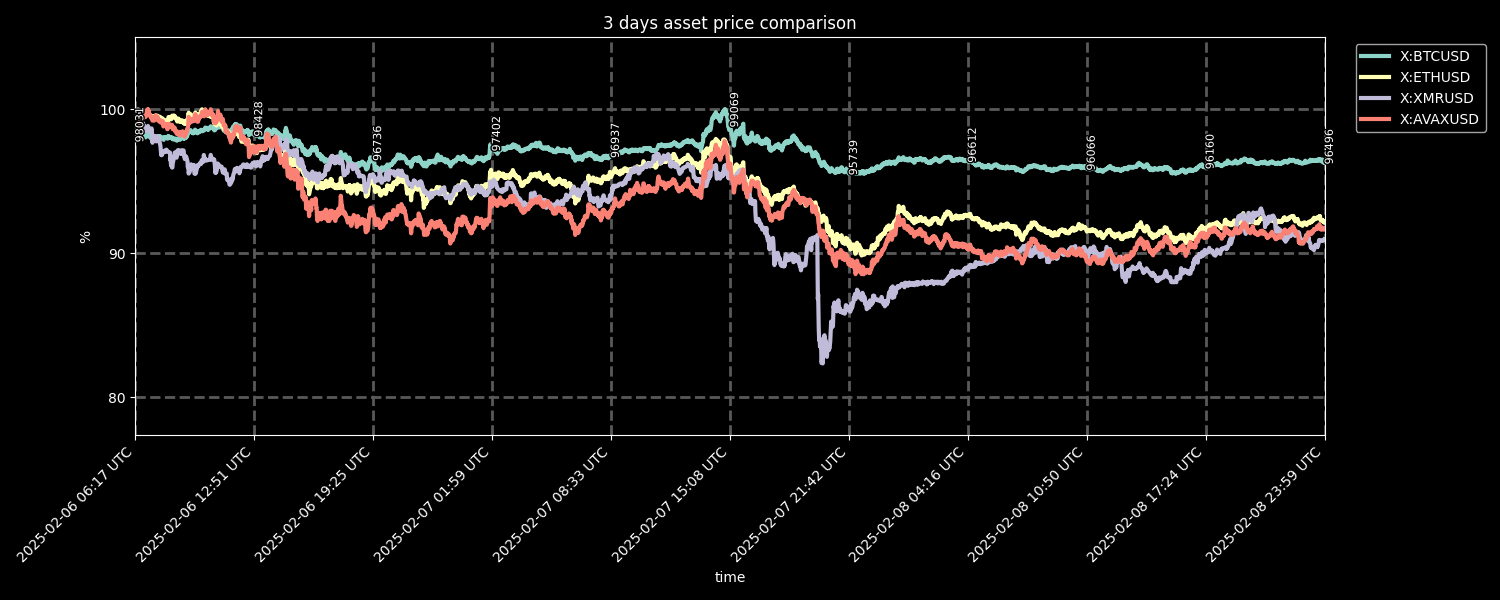 3 days asset price comparison
X:BTCUSD
X:ETHUSD
X:XMRUSD
X:AVAXUSD
100
90
80
%
98428
96736
97402
96937
99069
95739
96612
96066
96160
96496
2025-02-06 06:17 UTC
2025-02-06 12:51 UTC
2025-02-06 19:25 UTC
2025-02-07 01:59 UTC
2025-02-07 08:33 UTC
2025-02-07 15:08 UTC
2025-02-07 21:42 UTC
2025-02-08 04:16 UTC
2025-02-08 10:50 UTC
2025-02-08 17:24 UTC
2025-02-08 23:59 UTC
time